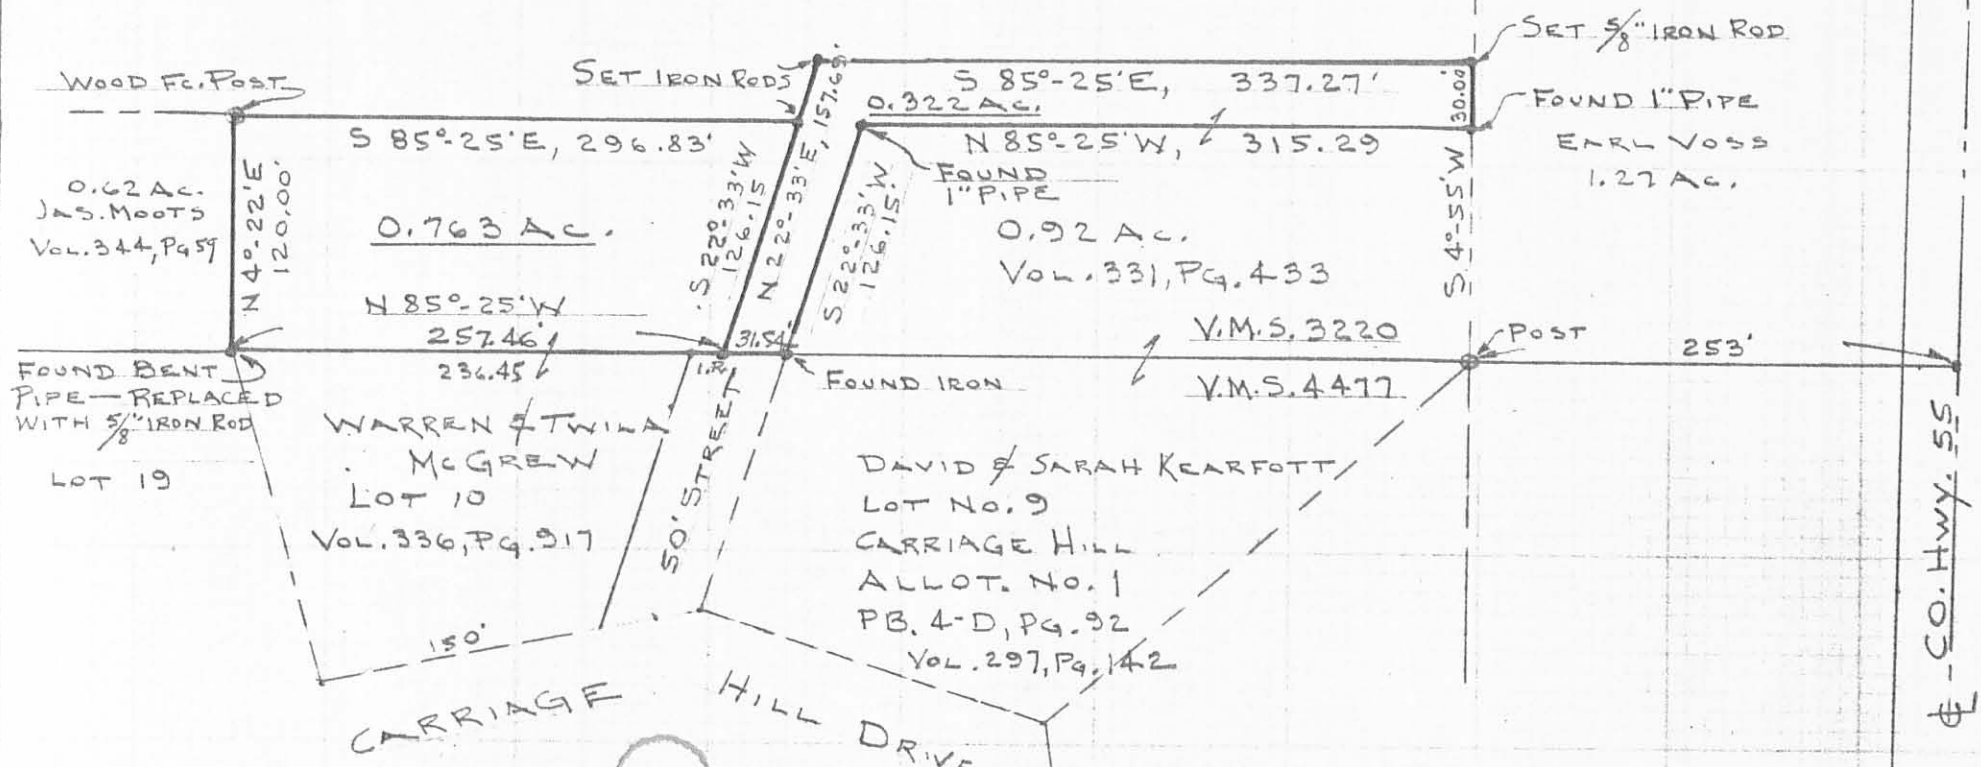 SET 5/8" IRON ROD
WOOD FC. POST
SET IRON RODS
S 85°-25'E, 337.27'
30.00'
0.322 AC.
FOUND 1" PIPE
S 85°-25'E, 296.83'
N 85°-25'W, 315.29
EARL VOSS
1.27 AC.
0.62 AC.
JAS. MOOTS
VOL. 344, PG 59
N 4°-22'E
120.00'
0.763 AC.
S 22°-33'W
126.15
N 22°-33'E, 157.69'
S 22°-33'W
126.15'
FOUND
1" PIPE
0.92 AC.
VOL. 331, PG. 433
S 4°-55'W
N 85°-25'W
257.46'
31.54'
V.M.S. 3220
POST
253'
FOUND BENT
PIPE — REPLACED
WITH 5/8" IRON ROD
236.45
I.R.
FOUND IRON
V.M.S. 4477
LOT 19
WARREN & TWILA
McGREW
LOT 10
VOL. 336, PG. 917
50' STREET
DAVID & SARAH KEARFOTT
LOT NO. 9
CARRIAGE HILL
ALLOT. NO. 1
PB. 4-D, PG. 92
VOL. 297, PG. 142
150'
CARRIAGE HILL DRIVE
℄ - CO. HWY. 55